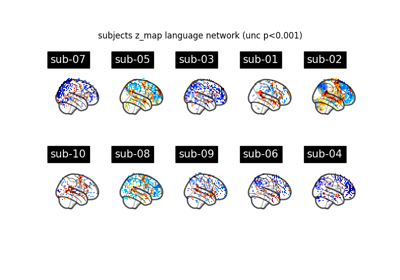 subjects z_map language network (unc p<0.001)
sub-07 sub-05 sub-03 sub-01 sub-02
sub-10 sub-08 sub-09 sub-06 sub-04